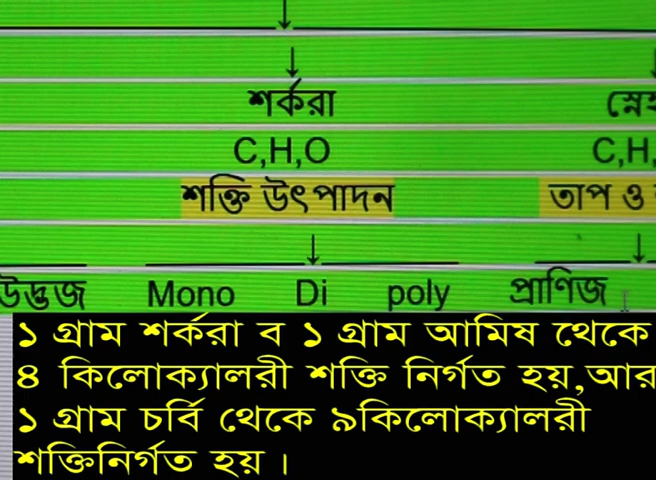 শর্করা
C,H,O
C,H,
শক্তি উৎপাদন
তাপ ও
উদ্ভজ Mono Di poly প্রাণিজ
১ গ্রাম শর্করা ব ১ গ্রাম আমিষ থেকে
৪ কিলোক্যালরী শক্তি নির্গত হয়,আর
১ গ্রাম চর্বি থেকে ৯কিলোক্যালরী
শক্তিনির্গত হয়।